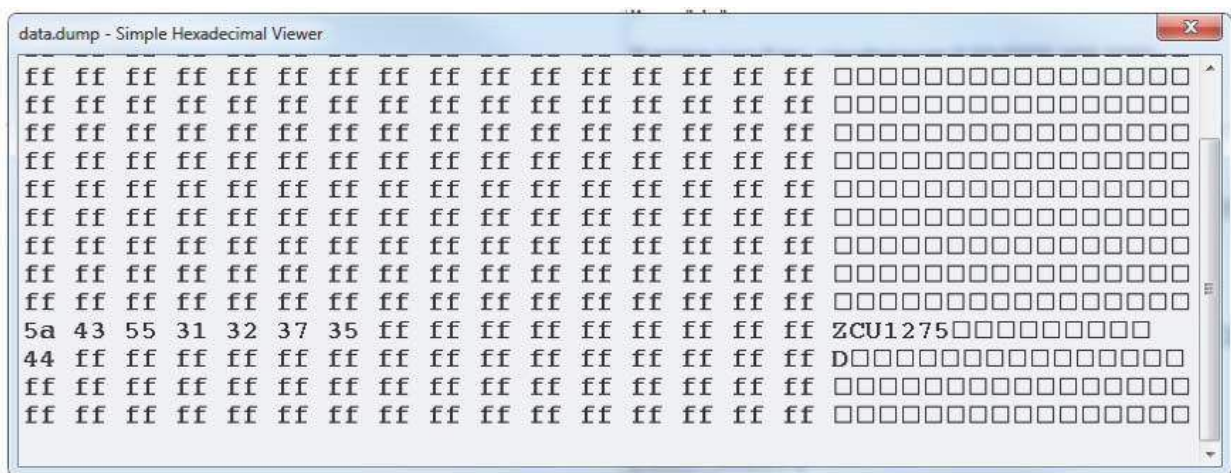 data.dump - Simple Hexadecimal Viewer
ff ff ff ff ff ff ff ff ff ff ff ff ff ff ff ff □□□□□□□□□□□□□□□□
ff ff ff ff ff ff ff ff ff ff ff ff ff ff ff ff □□□□□□□□□□□□□□□□
ff ff ff ff ff ff ff ff ff ff ff ff ff ff ff ff □□□□□□□□□□□□□□□□
ff ff ff ff ff ff ff ff ff ff ff ff ff ff ff ff □□□□□□□□□□□□□□□□
ff ff ff ff ff ff ff ff ff ff ff ff ff ff ff ff □□□□□□□□□□□□□□□□
ff ff ff ff ff ff ff ff ff ff ff ff ff ff ff ff □□□□□□□□□□□□□□□□
ff ff ff ff ff ff ff ff ff ff ff ff ff ff ff ff □□□□□□□□□□□□□□□□
ff ff ff ff ff ff ff ff ff ff ff ff ff ff ff ff □□□□□□□□□□□□□□□□
ff ff ff ff ff ff ff ff ff ff ff ff ff ff ff ff □□□□□□□□□□□□□□□□
5a 43 55 31 32 37 35 ff ff ff ff ff ff ff ff ff ZCU1275□□□□□□□□□
44 ff ff ff ff ff ff ff ff ff ff ff ff ff ff ff D□□□□□□□□□□□□□□□
ff ff ff ff ff ff ff ff ff ff ff ff ff ff ff ff □□□□□□□□□□□□□□□□
ff ff ff ff ff ff ff ff ff ff ff ff ff ff ff ff □□□□□□□□□□□□□□□□